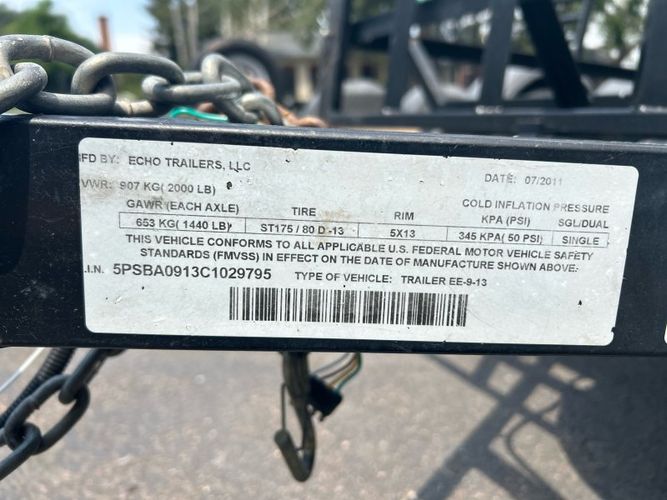 FD BY: ECHO TRAILERS, LLC DATE: 07/2011
VWR: 907 KG( 2000 LB)
GAWR (EACH AXLE) TIRE RIM COLD INFLATION PRESSURE
KPA (PSI) SGL/DUAL
653 KG( 1440 LB) ST175 / 80 D -13 5X13 345 KPA( 50 PSI) SINGLE
THIS VEHICLE CONFORMS TO ALL APPLICABLE U.S. FEDERAL MOTOR VEHICLE SAFETY
STANDARDS (FMVSS) IN EFFECT ON THE DATE OF MANUFACTURE SHOWN ABOVE.
.I.N. 5PSBA0913C1029795 TYPE OF VEHICLE: TRAILER EE-9-13